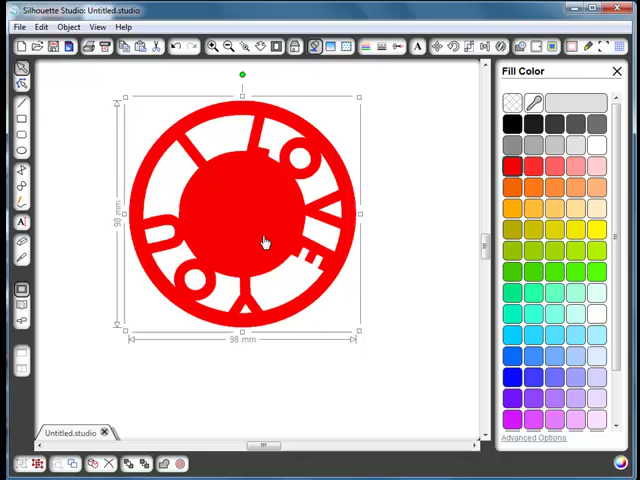 Silhouette Studio: Untitled.studio
File Edit Object View Help
Fill Color
I LOVE YOU
98 mm
98 mm
Advanced Options
Untitled.studio